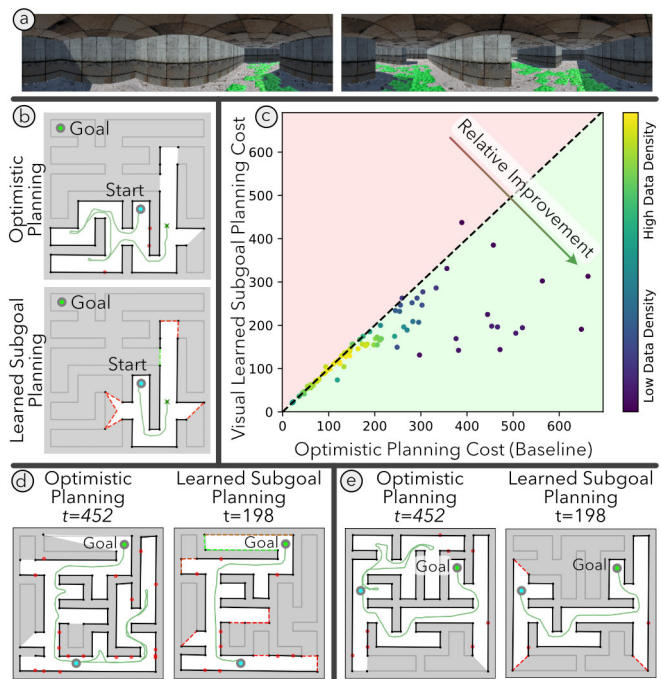 a
b
Goal
Start
Optimistic
Planning
Goal
Start
Learned Subgoal
Planning
c
Visual Learned Subgoal Planning Cost
600
500
400
300
200
100
0
0 100 200 300 400 500 600
Optimistic Planning Cost (Baseline)
Relative Improvement
High Data Density
Low Data Density
d
Optimistic
Planning
t=452
Goal
Learned Subgoal
Planning
t=198
Goal
e
Optimistic
Planning
t=452
Goal
Learned Subgoal
Planning
t=198
Goal